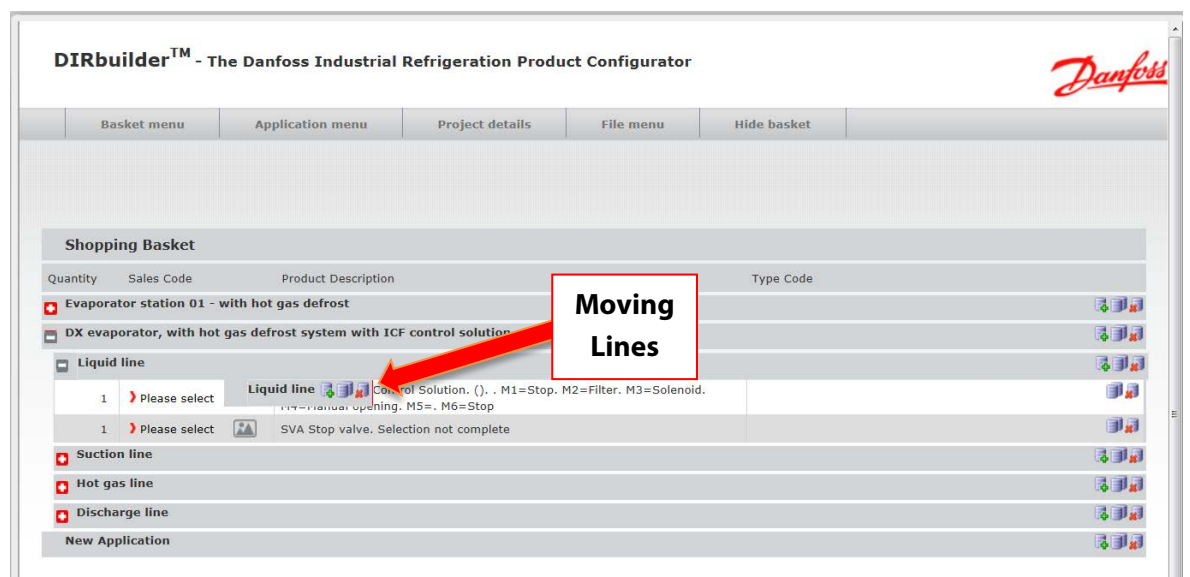 DIRbuilder™ - The Danfoss Industrial Refrigeration Product Configurator
Danfoss
Basket menu Application menu Project details File menu Hide basket
Shopping Basket
Quantity Sales Code Product Description Type Code
Evaporator station 01 - with hot gas defrost
DX evaporator, with hot gas defrost system with ICF control solution
Moving
Lines
Liquid line
Liquid line
1 Please select Control Solution. (). . M1=Stop. M2=Filter. M3=Solenoid.
M4=Manual opening. M5=. M6=Stop
1 Please select SVA Stop valve. Selection not complete
Suction line
Hot gas line
Discharge line
New Application